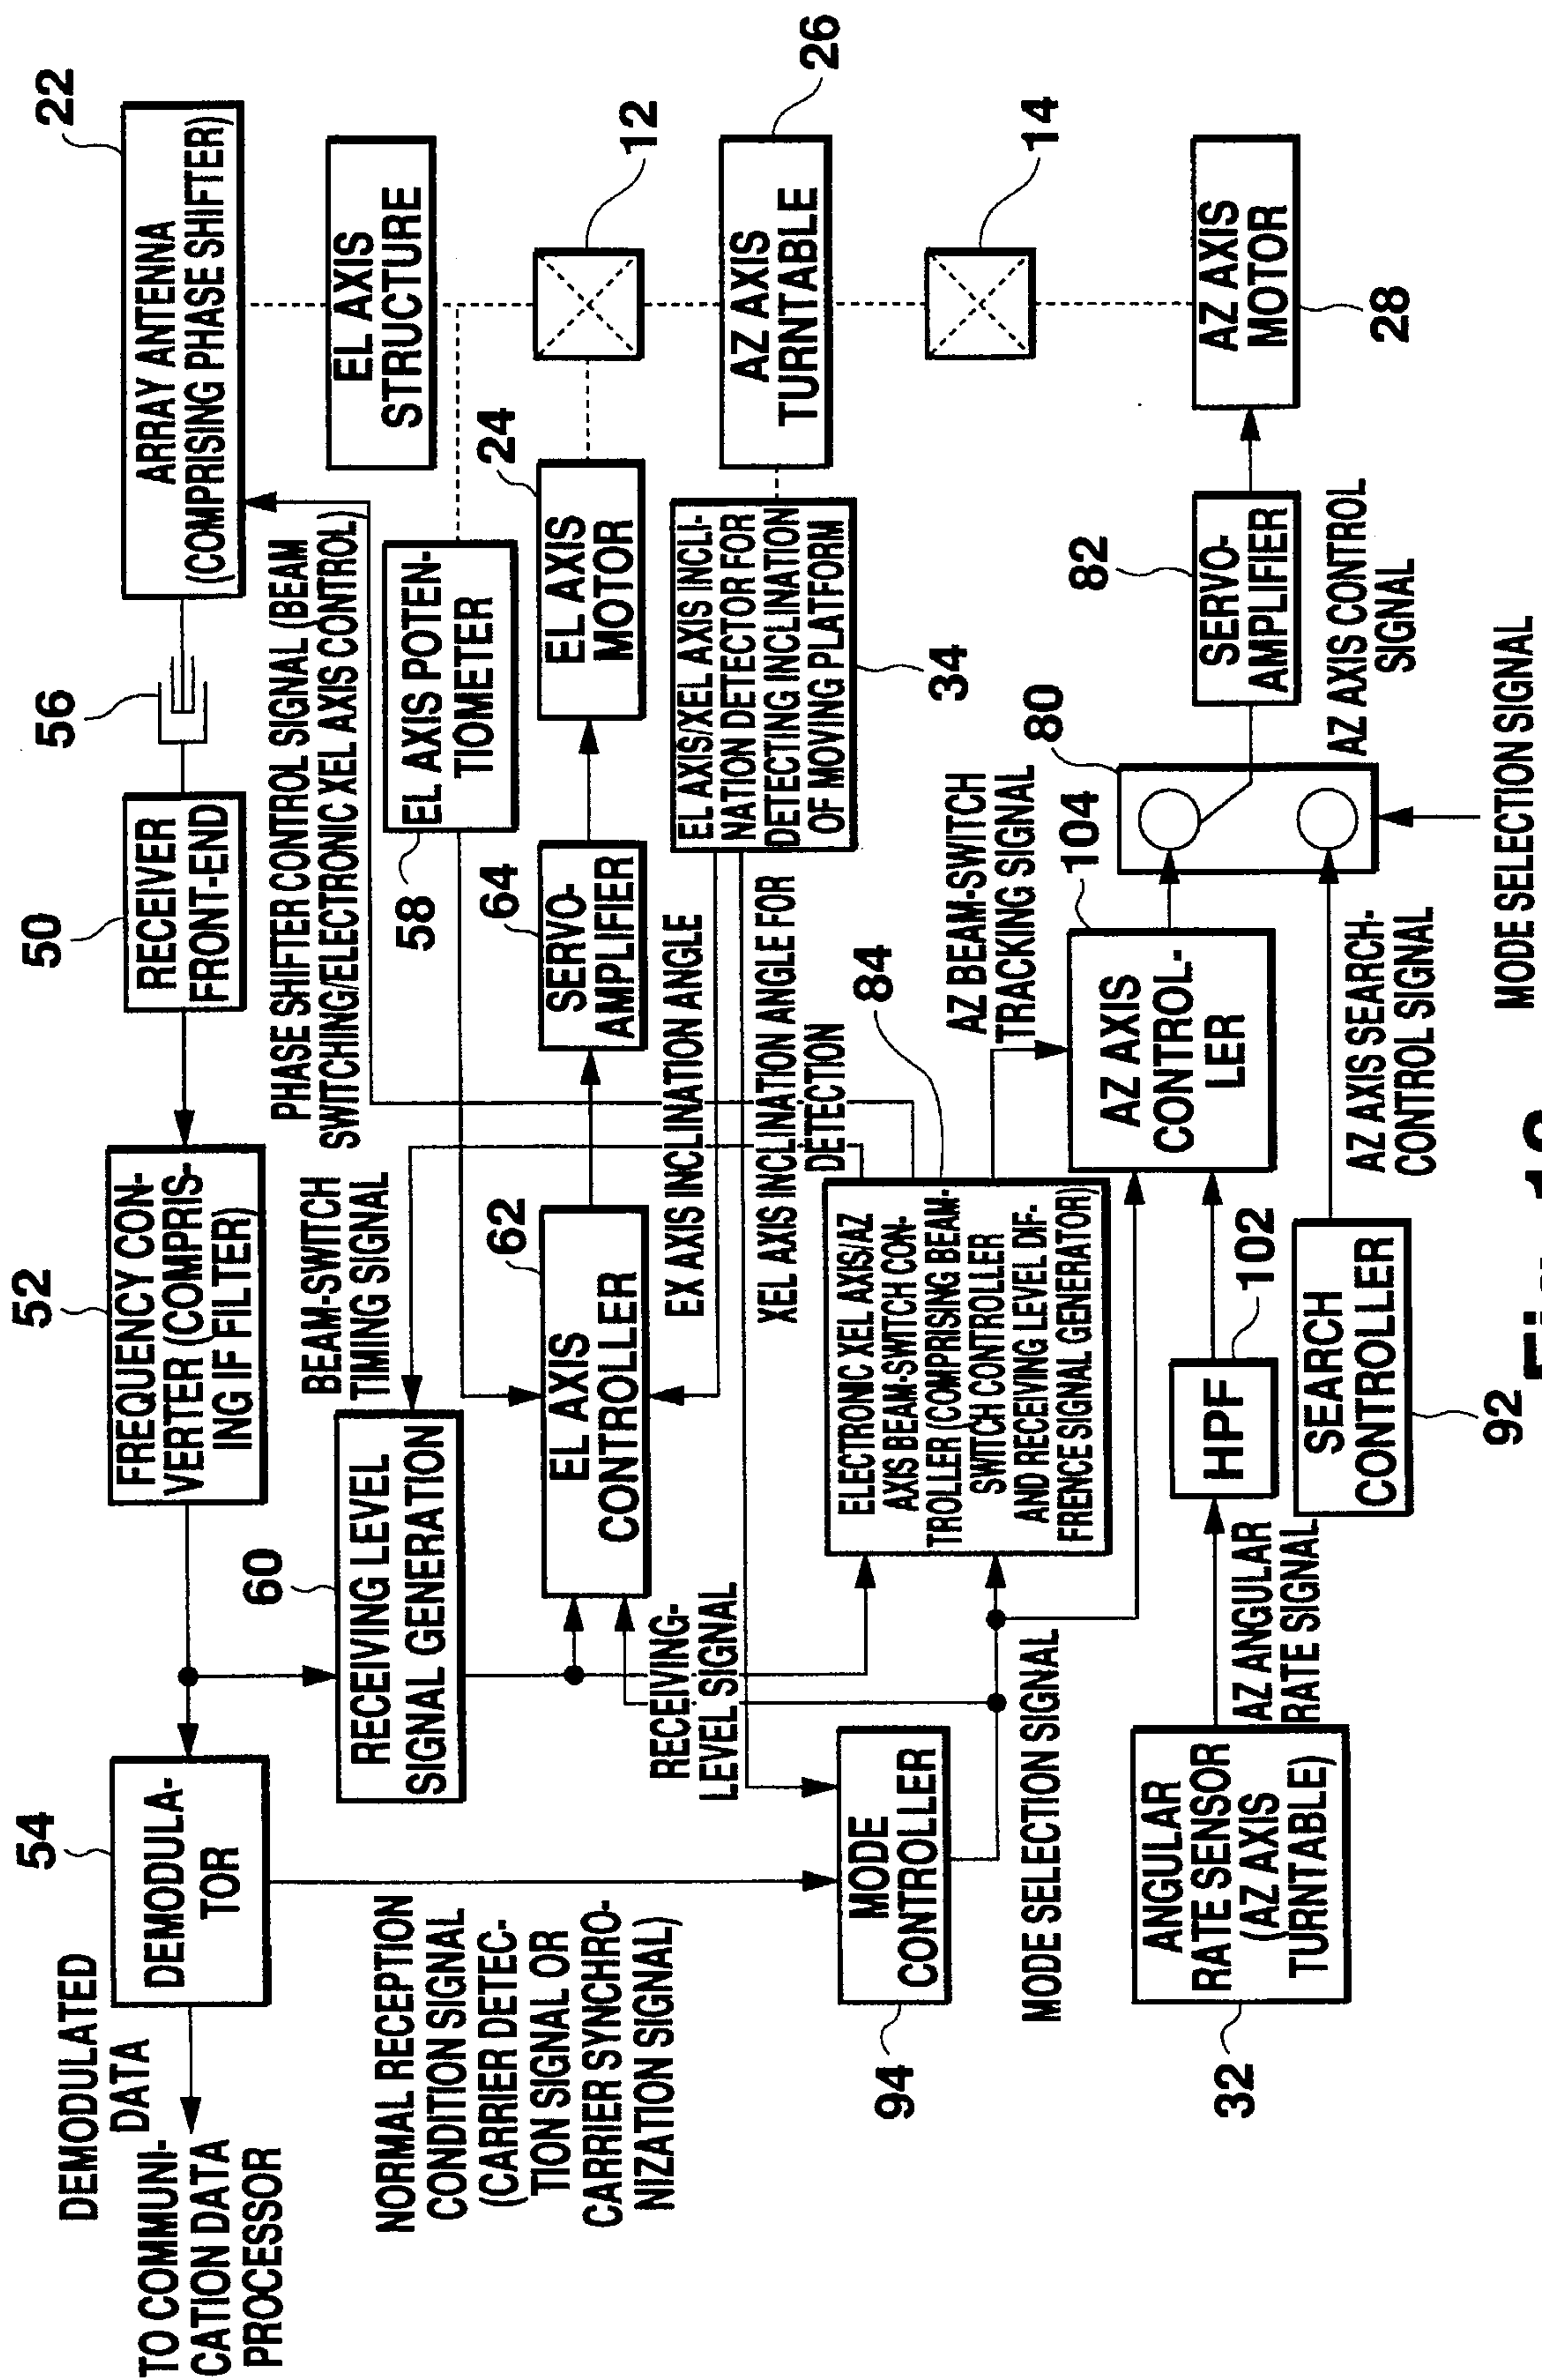 DEMODULATED
DATA
TO COMMUNI-
CATION DATA
PROCESSOR
54
DEMODULA-
TOR
52
FREQUENCY CON-
VERTER (COMPRIS-
ING IF FILTER)
50
RECEIVER
FRONT-END
56
22
ARRAY ANTENNA
(COMPRISING PHASE SHIFTER)
60
RECEIVING LEVEL
SIGNAL GENERATION
BEAM-SWITCH
TIMING SIGNAL
PHASE SHIFTER CONTROL SIGNAL (BEAM
SWITCHING/ELECTRONIC XEL AXIS CONTROL)
EL AXIS
STRUCTURE
58
EL AXIS POTEN-
TIOMETER
NORMAL RECEPTION
CONDITION SIGNAL
(CARRIER DETEC-
TION SIGNAL OR
CARRIER SYNCHRO-
NIZATION SIGNAL)
62
EL AXIS
CONTROLLER
64
SERVO-
AMPLIFIER
24
EL AXIS
MOTOR
12
RECEIVING-
LEVEL SIGNAL
EX AXIS INCLINATION ANGLE
XEL AXIS INCLINATION ANGLE FOR
DETECTION
EL AXIS/XEL AXIS INCLI-
NATION DETECTOR FOR
DETECTING INCLINATION
OF MOVING PLATFORM
34
AZ AXIS
TURNTABLE
26
94
MODE
CONTROLLER
MODE SELECTION SIGNAL
ELECTRONIC XEL AXIS/AZ
AXIS BEAM-SWITCH CON-
TROLLER (COMPRISING BEAM-
SWITCH CONTROLLER
AND RECEIVING LEVEL DIF-
FRENCE SIGNAL GENERATOR)
84
AZ BEAM-SWITCH
TRACKING SIGNAL
14
32
ANGULAR
RATE SENSOR
(AZ AXIS
TURNTABLE)
AZ ANGULAR
RATE SIGNAL
HPF
102
AZ AXIS
CONTROL-
LER
104
80
82
SERVO-
AMPLIFIER
AZ AXIS CONTROL
SIGNAL
AZ AXIS
MOTOR
28
SEARCH
CONTROLLER
92
AZ AXIS SEARCH-
CONTROL SIGNAL
MODE SELECTION SIGNAL